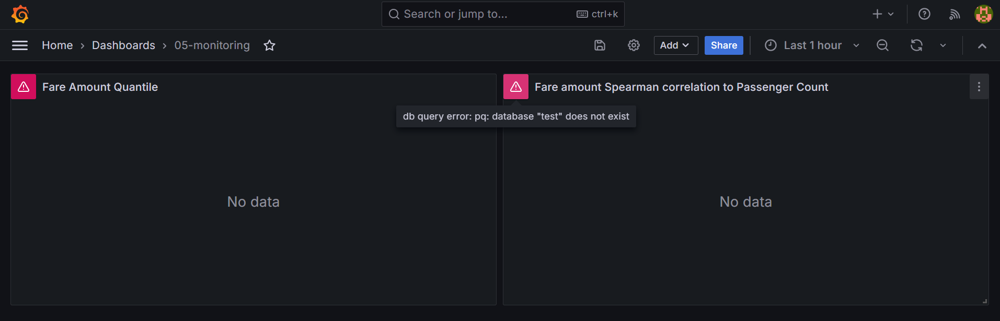 Search or jump to...
ctrl+k
Home › Dashboards › 05-monitoring
Add
Share
Last 1 hour
Fare Amount Quantile
Fare amount Spearman correlation to Passenger Count
db query error: pq: database "test" does not exist
No data
No data